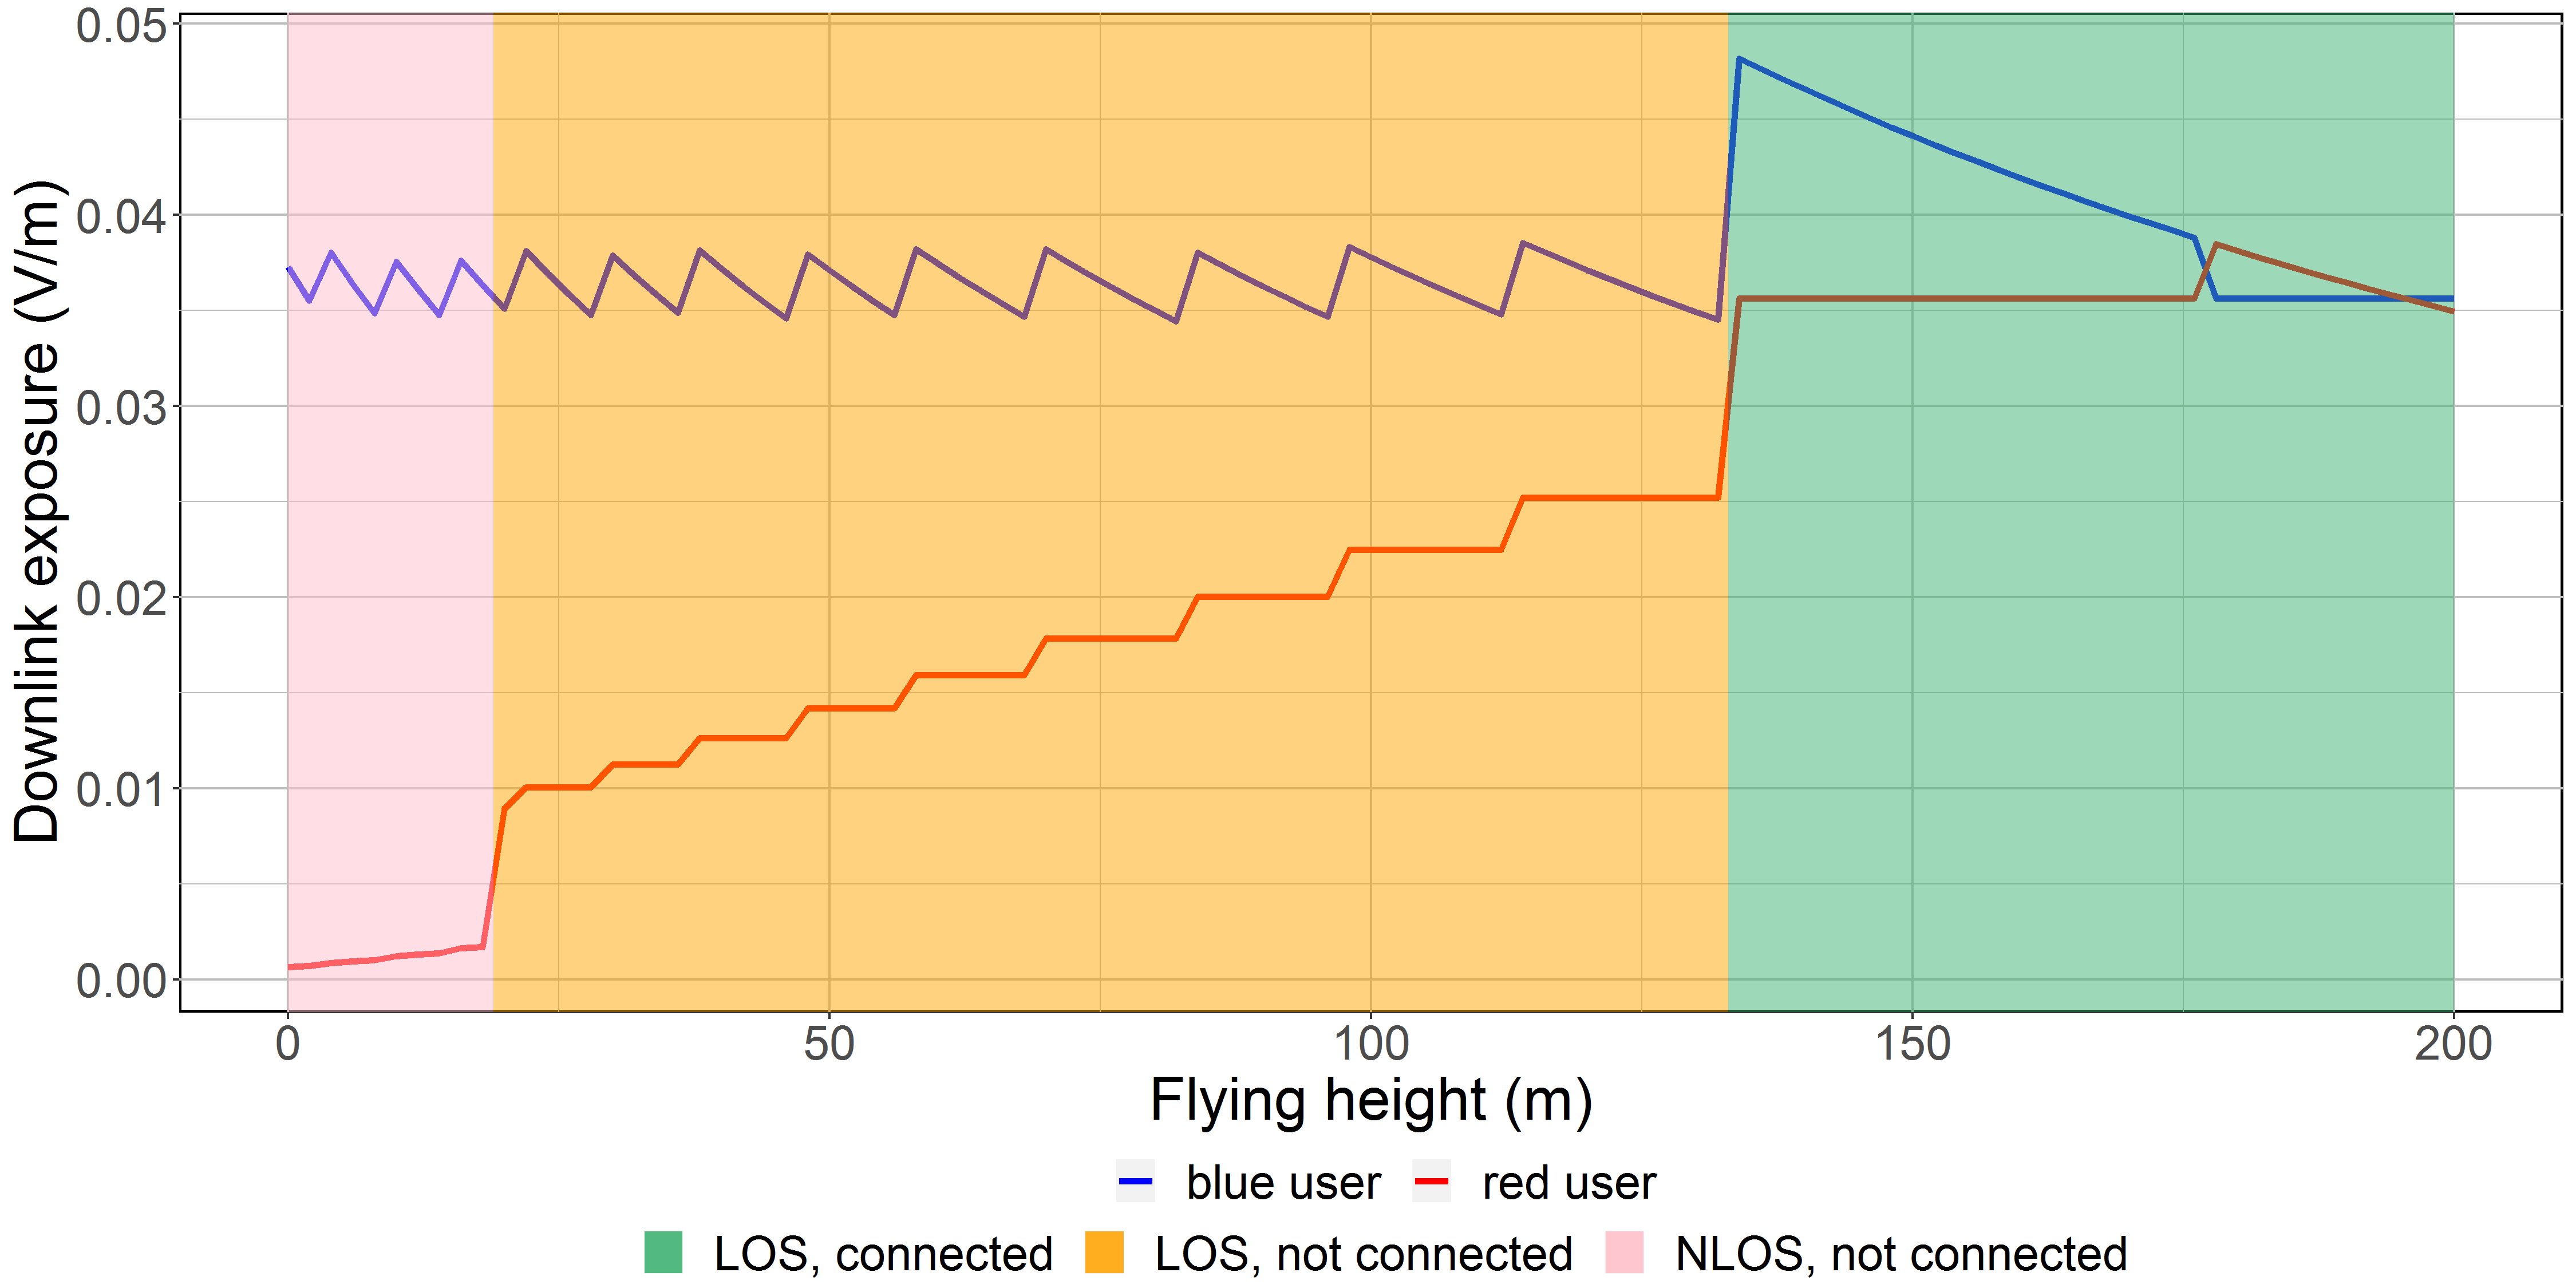 Downlink exposure (V/m)
0.05
0.04
0.03
0.02
0.01
0.00
0 50 100 150 200
Flying height (m)
blue user red user
LOS, connected LOS, not connected NLOS, not connected